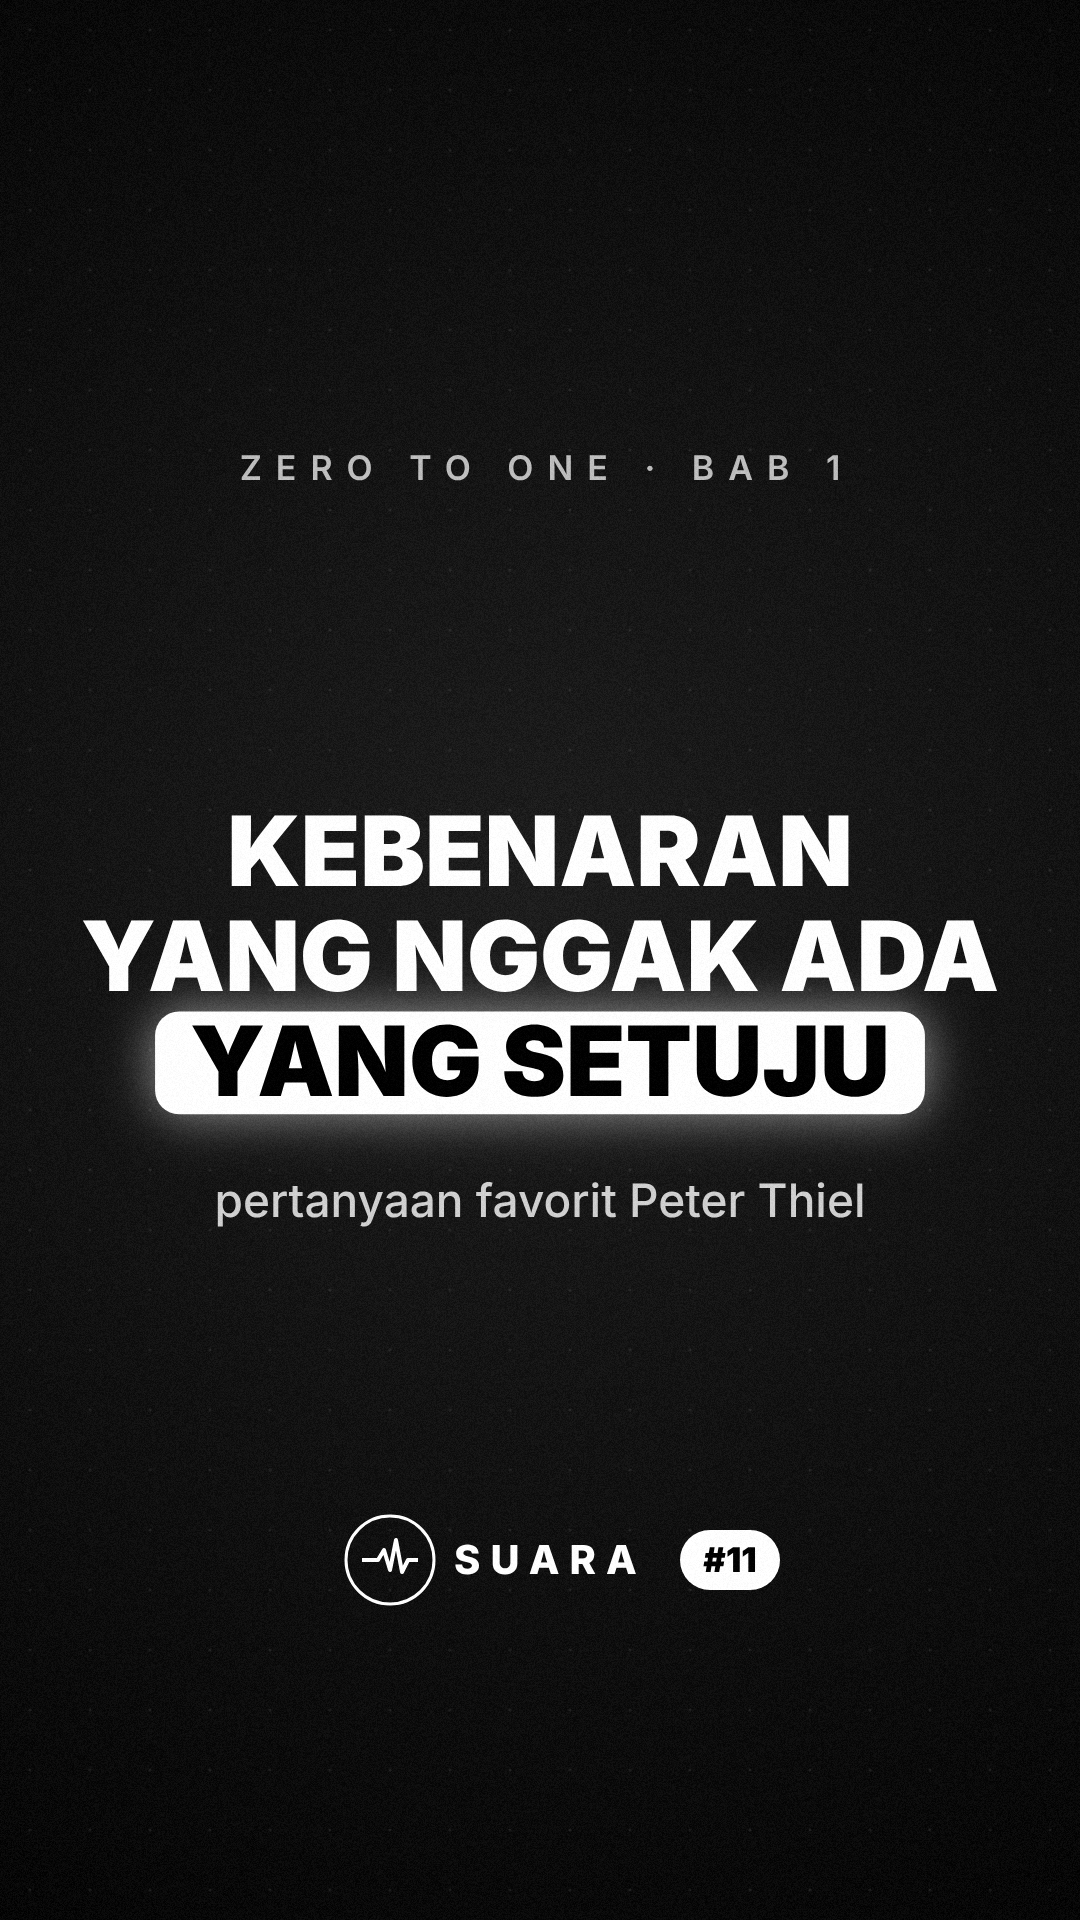 ZERO TO ONE · BAB 1
KEBENARAN
YANG NGGAK ADA
YANG SETUJU
pertanyaan favorit Peter Thiel
SUARA #11